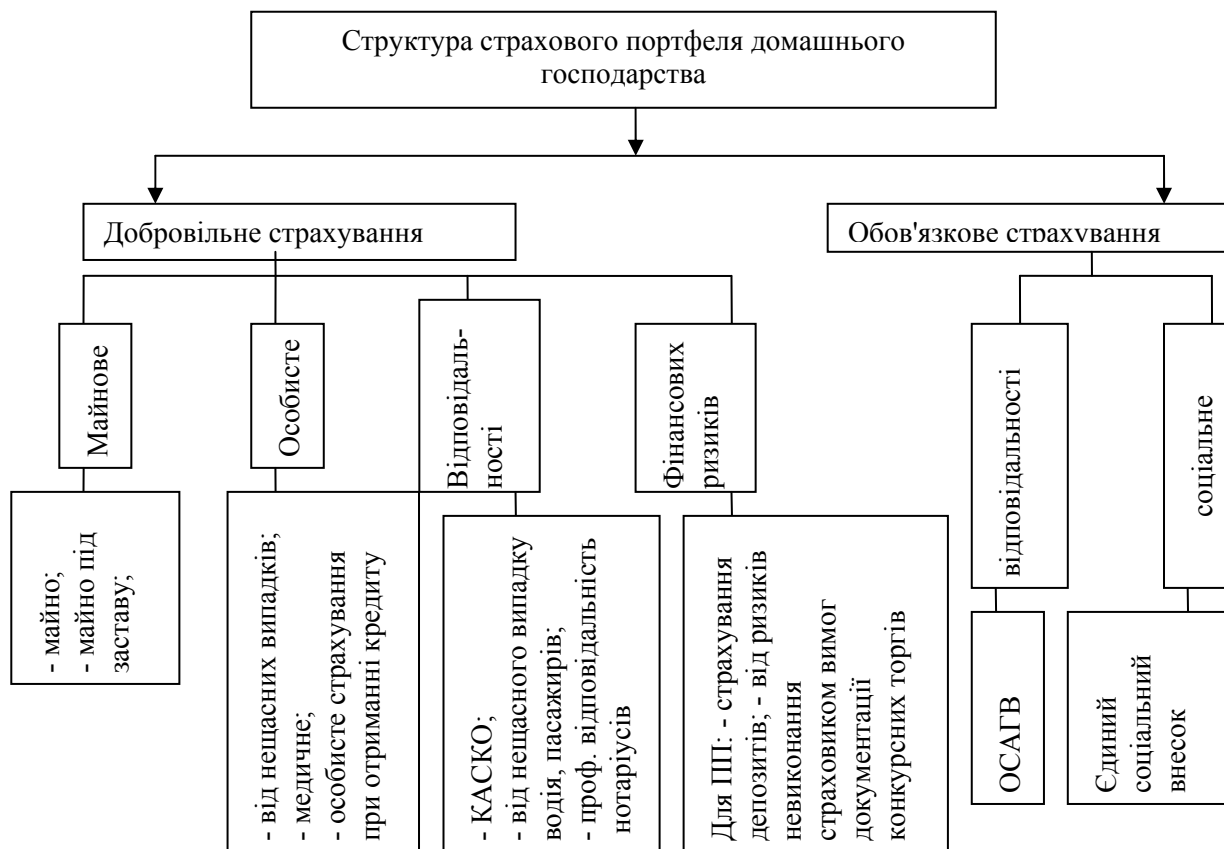 Структура страхового портфеля домашнього
господарства
Добровільне страхування
Обов'язкове страхування
Майнове
Особисте
Відповідаль-
ності
Фінансових
ризиків
відповідальності
соціальне
- майно;
- майно під
заставу;
- від нещасних випадків;
- медичне;
- особисте страхування
при отриманні кредиту
- КАСКО;
- від нещасного випадку
водія, пасажирів;
- проф. відповідальність
нотаріусів
Для ПП: - страхування
депозитів; - від ризиків
невиконання
страховиком вимог
документації
конкурсних торгів
ОСАГВ
Єдиний
соціальний
внесок